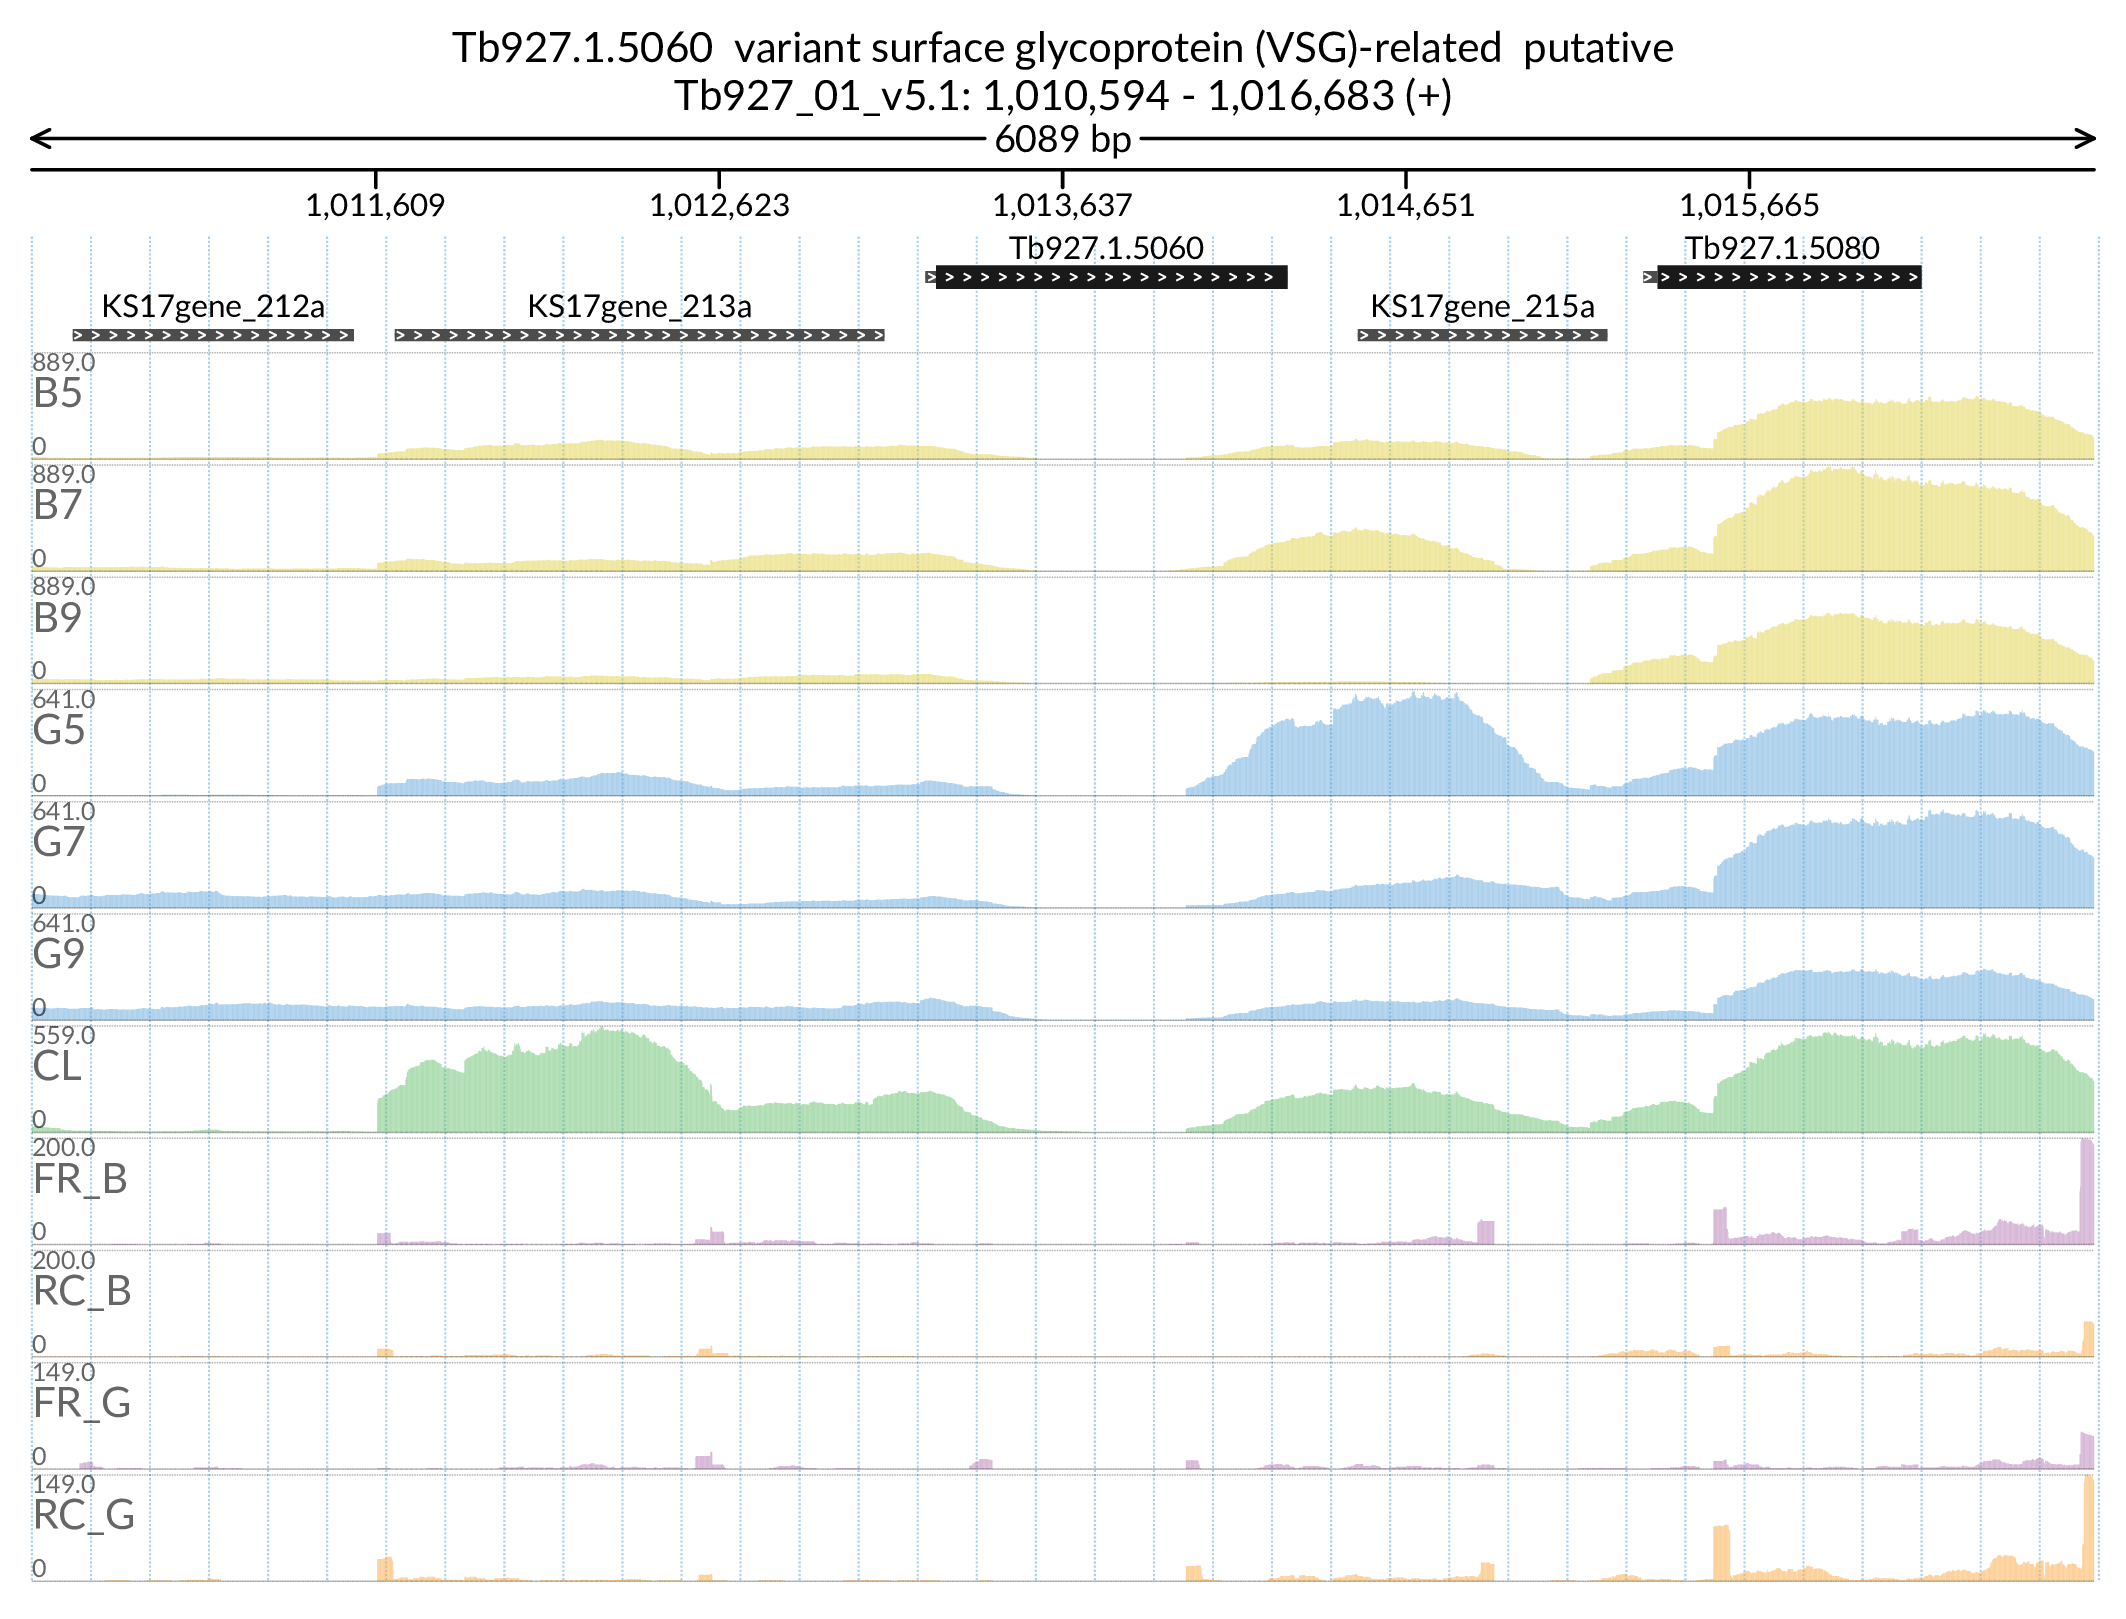 Tb927.1.5060  variant surface glycoprotein (VSG)-related  putative
Tb927_01_v5.1: 1,010,594 - 1,016,683 (+)
6089 bp
1,011,609 1,012,623 1,013,637 1,014,651 1,015,665
Tb927.1.5060 Tb927.1.5080
KS17gene_212a KS17gene_213a KS17gene_215a
889.0
B5
0
889.0
B7
0
889.0
B9
0
641.0
G5
0
641.0
G7
0
641.0
G9
0
559.0
CL
0
200.0
FR_B
0
200.0
RC_B
0
149.0
FR_G
0
149.0
RC_G
0